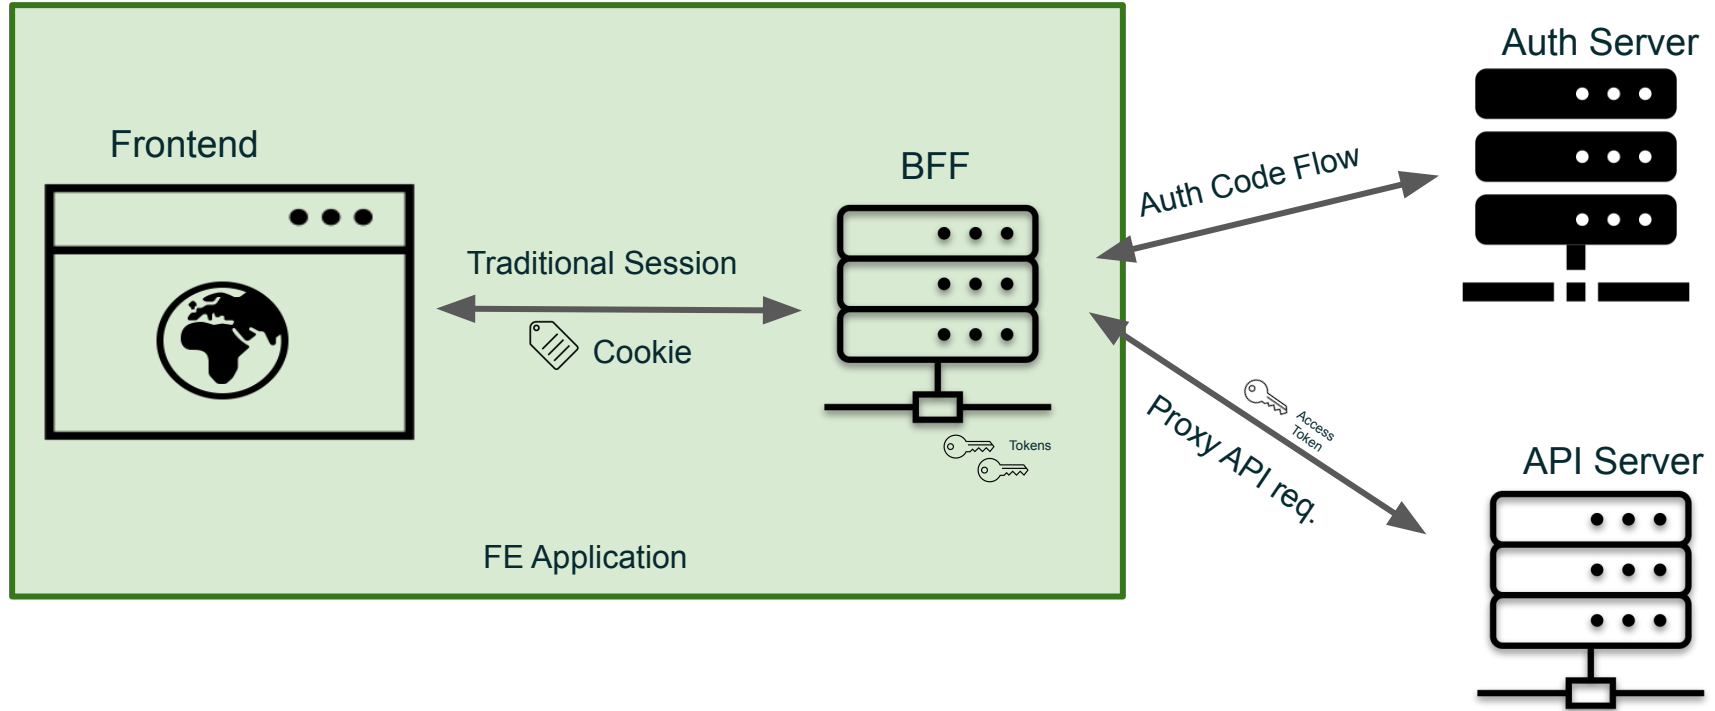 Auth Server
Frontend
BFF
Auth Code Flow
Traditional Session
Cookie
Tokens
Access
Token
Proxy API req.
API Server
FE Application